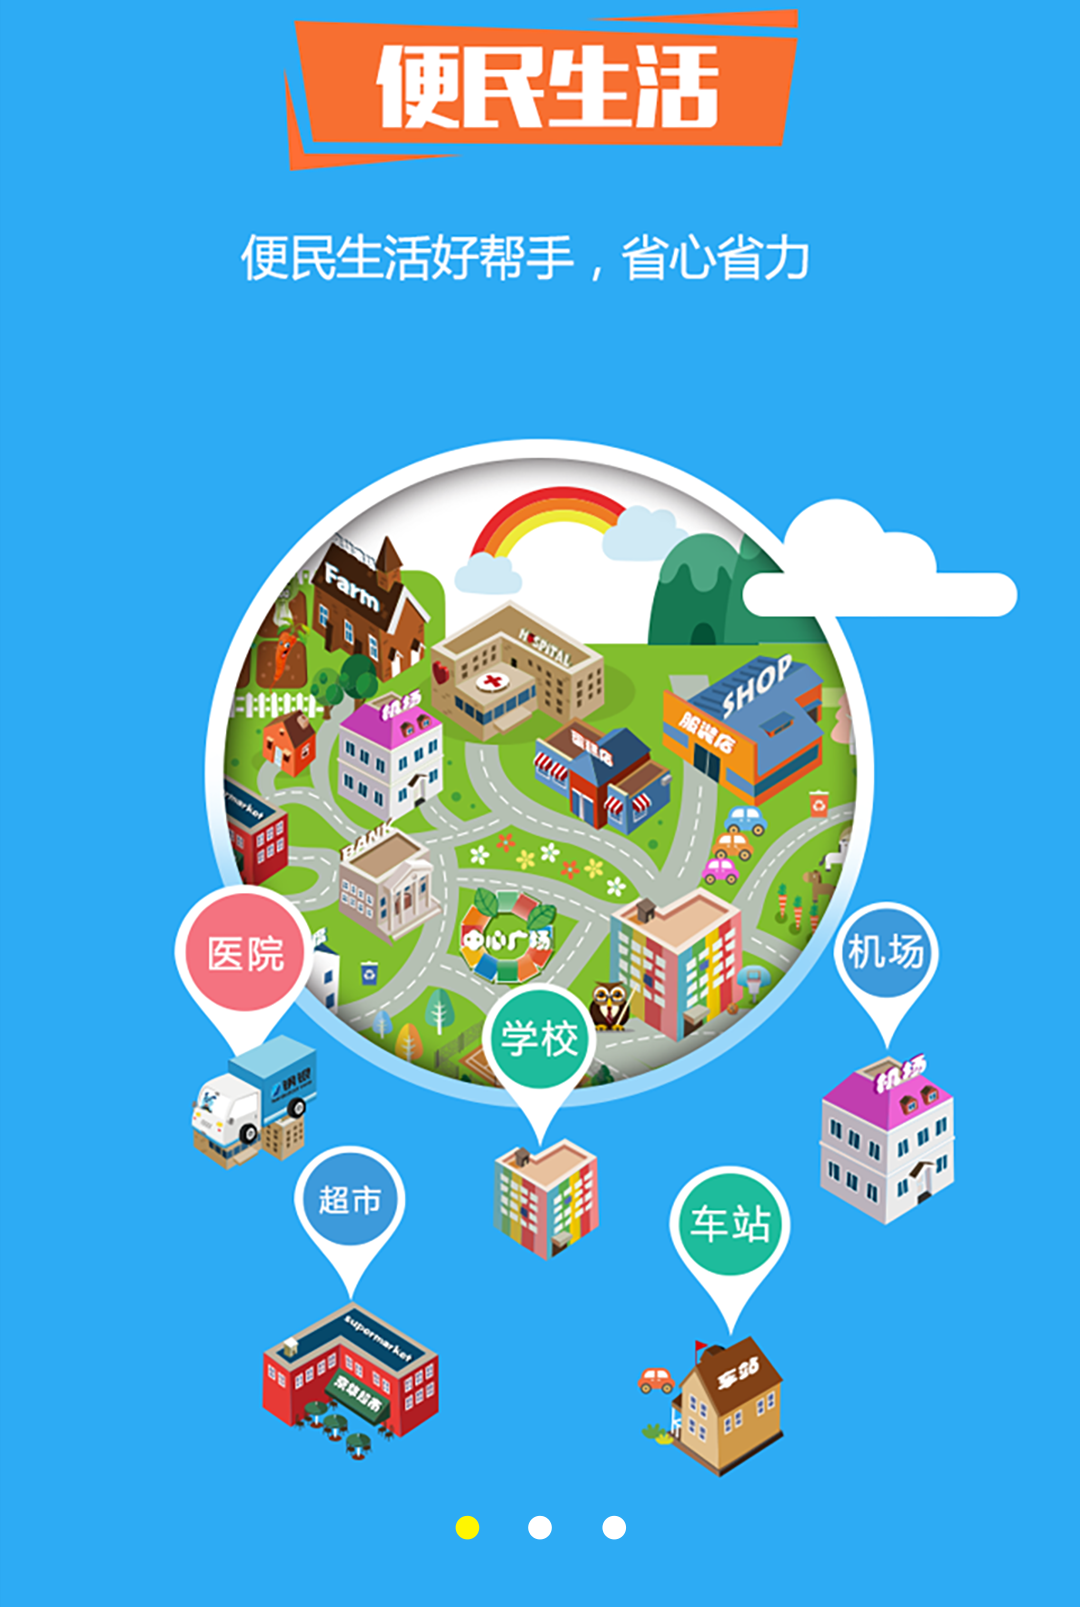 便民生活
便民生活好帮手，省心省力
Farm
HOSPITAL
SHOP
服装店
机场
BANK
中心广场
医院
机场
学校
机场
超市
车站
supermarket
车站